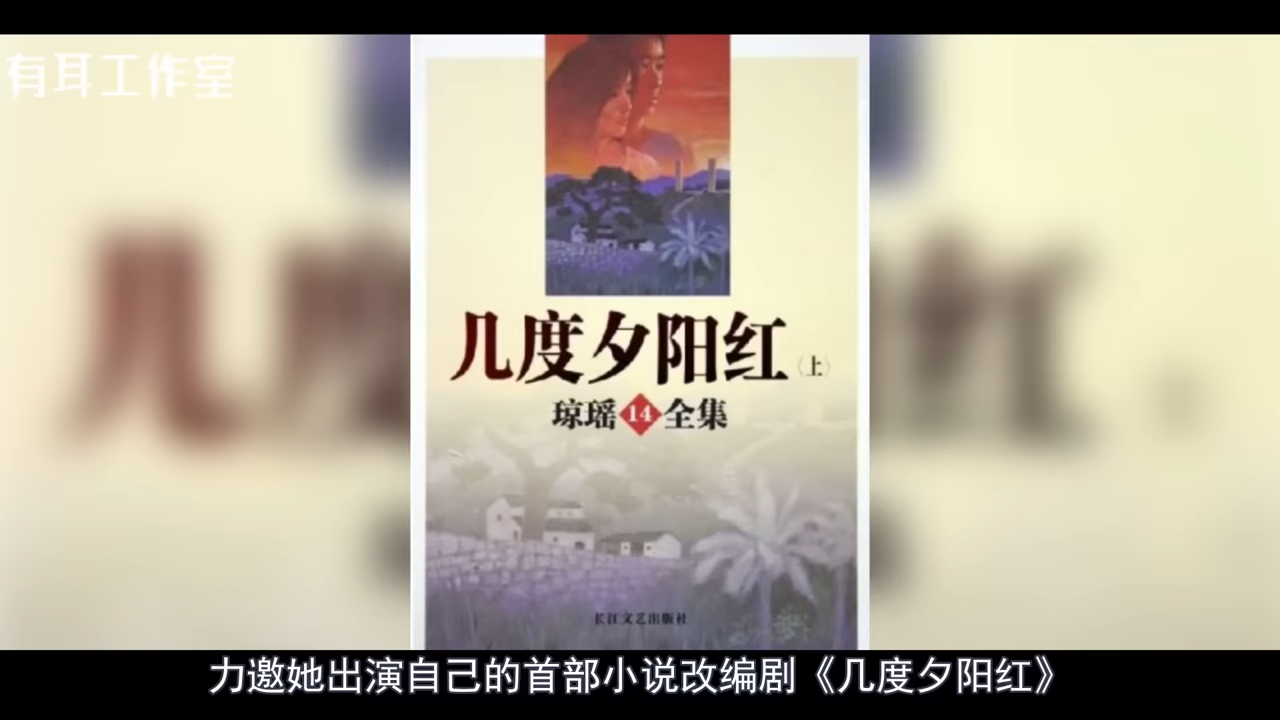 有耳工作室
几度夕阳红〈上〉
琼瑶14全集
长江文艺出版社
力邀她出演自己的首部小说改编剧《几度夕阳红》